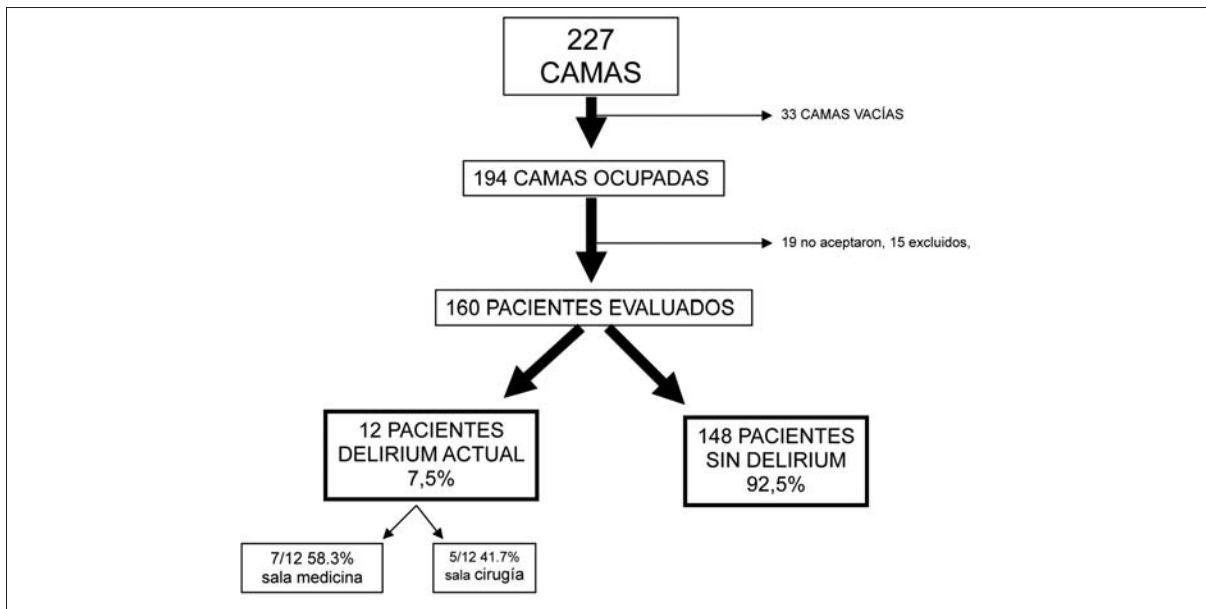 227
CAMAS
33 CAMAS VACÍAS
194 CAMAS OCUPADAS
19 no aceptaron, 15 excluidos,
160 PACIENTES EVALUADOS
12 PACIENTES
DELIRIUM ACTUAL
7,5%
148 PACIENTES
SIN DELIRIUM
92,5%
7/12 58.3%
sala medicina
5/12 41.7%
sala cirugía